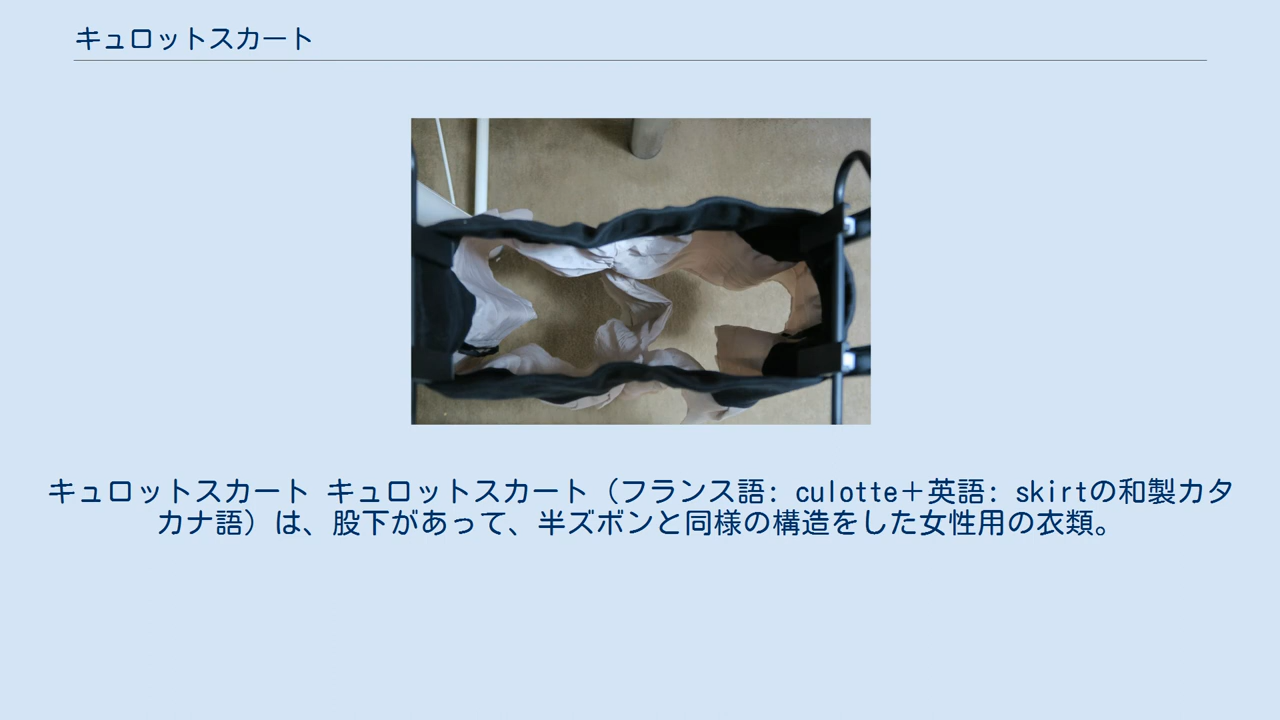 キュロットスカート
キュロットスカート キュロットスカート（フランス語: culotte＋英語: skirtの和製カタ
カナ語）は、股下があって、半ズボンと同様の構造をした女性用の衣類。